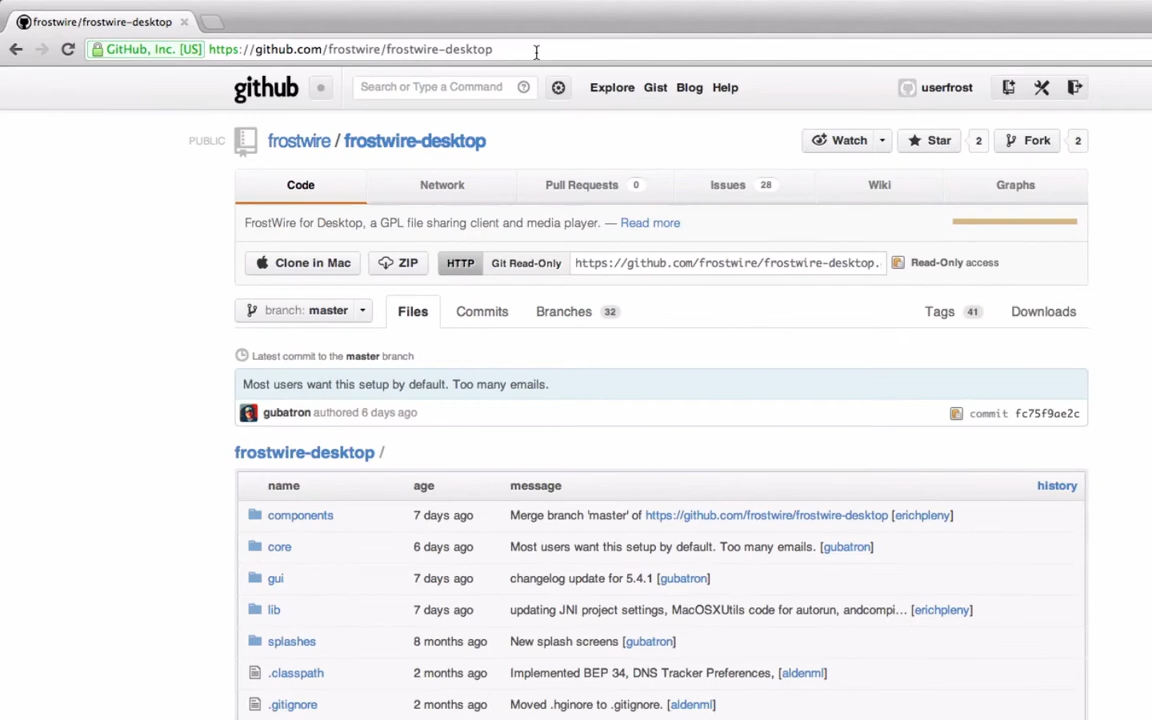 frostwire/frostwire-desktop
GitHub, Inc. [US] https://github.com/frostwire/frostwire-desktop
github Search or Type a Command Explore Gist Blog Help userfrost
PUBLIC frostwire / frostwire-desktop Watch Star 2 Fork 2
Code Network Pull Requests 0 Issues 28 Wiki Graphs
FrostWire for Desktop, a GPL file sharing client and media player. — Read more
Clone in Mac ZIP HTTP Git Read-Only https://github.com/frostwire/frostwire-desktop. Read-Only access
branch: master Files Commits Branches 32 Tags 41 Downloads
Latest commit to the master branch
Most users want this setup by default. Too many emails.
gubatron authored 6 days ago commit fc75f9ae2c
frostwire-desktop /
name age message history
components 7 days ago Merge branch 'master' of https://github.com/frostwire/frostwire-desktop [erichpleny]
core 6 days ago Most users want this setup by default. Too many emails. [gubatron]
gui 7 days ago changelog update for 5.4.1 [gubatron]
lib 7 days ago updating JNI project settings, MacOSXUtils code for autorun, andcompi... [erichpleny]
splashes 8 months ago New splash screens [gubatron]
.classpath 2 months ago Implemented BEP 34, DNS Tracker Preferences, [aldenml]
.gitignore 2 months ago Moved .hginore to .gitignore. [aldenml]